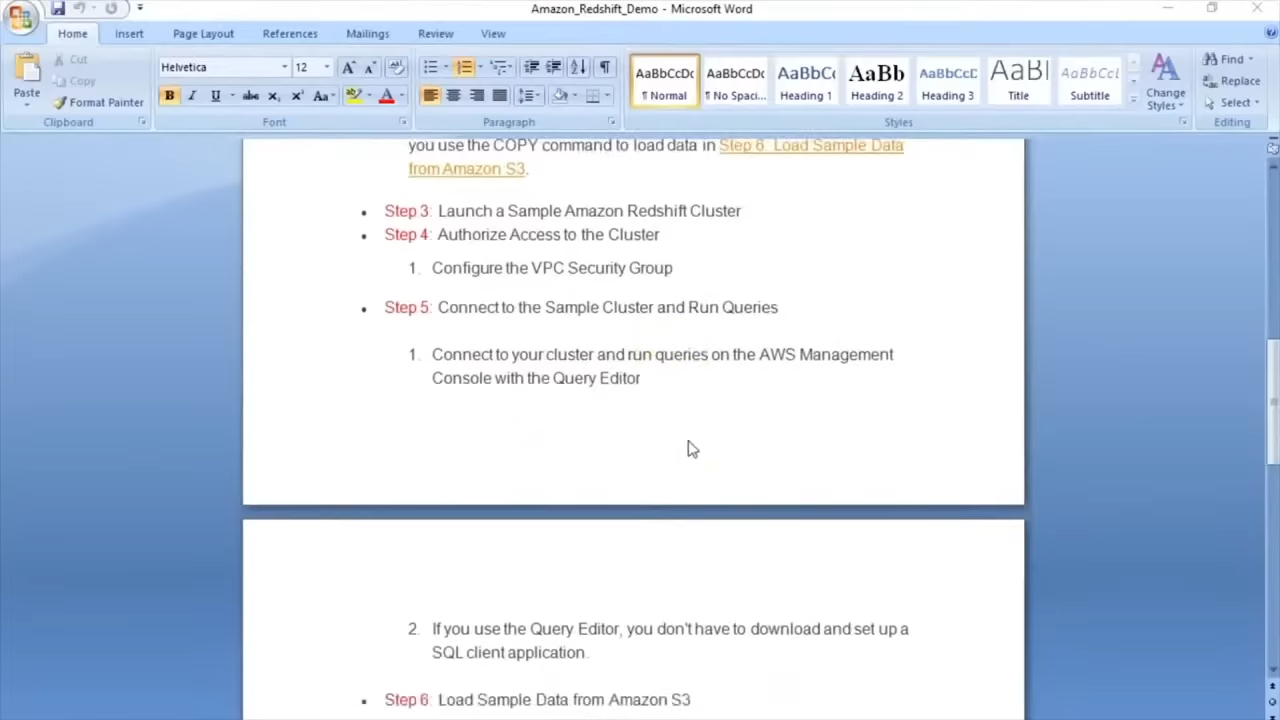 Amazon_Redshift_Demo - Microsoft Word
Home Insert Page Layout References Mailings Review View
Paste
Cut
Copy
Format Painter
Clipboard
Helvetica 12
B I U abc x₂ x² Aa
Font
Paragraph
AaBbCcDc AaBbCcDc AaBbCc AaBb AaBbCcD AaBl AaBbCcL
¶ Normal ¶ No Spaci... Heading 1 Heading 2 Heading 3 Title Subtitle
Change
Styles
Styles
Find
Replace
Select
Editing
you use the COPY command to load data in Step 6: Load Sample Data
from Amazon S3.
• Step 3: Launch a Sample Amazon Redshift Cluster
• Step 4: Authorize Access to the Cluster
1. Configure the VPC Security Group
• Step 5: Connect to the Sample Cluster and Run Queries
1. Connect to your cluster and run queries on the AWS Management
Console with the Query Editor
2. If you use the Query Editor, you don't have to download and set up a
SQL client application.
• Step 6: Load Sample Data from Amazon S3